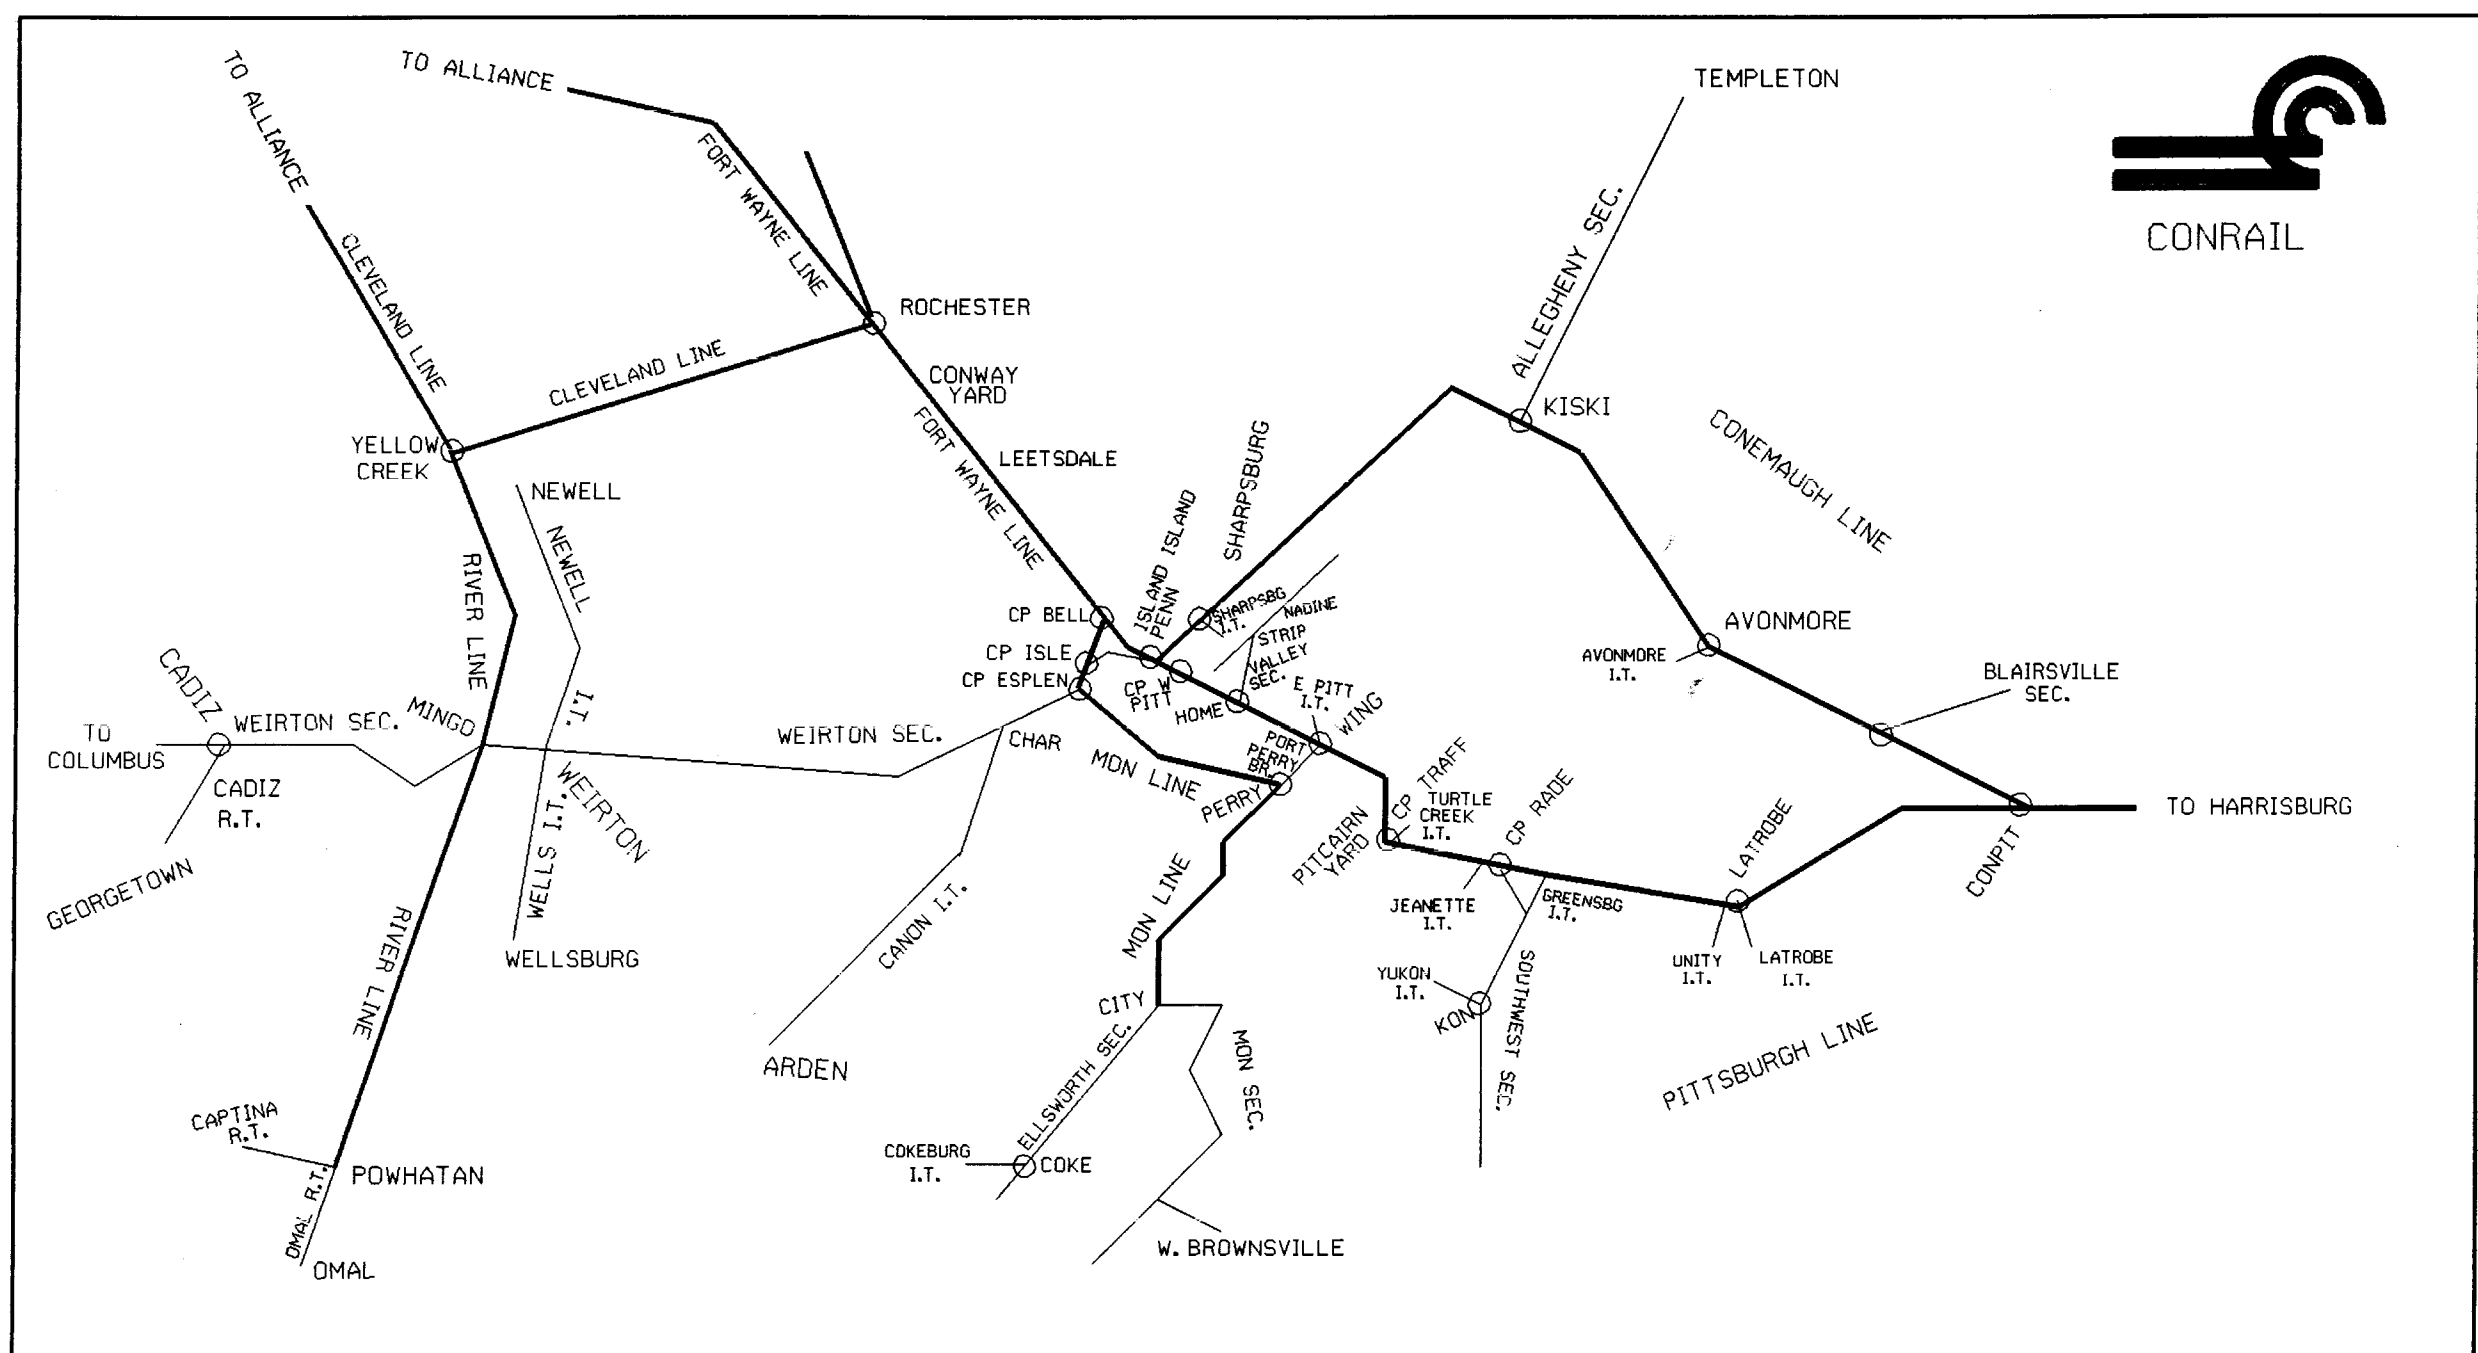 TO ALLIANCE
TO ALLIANCE
TEMPLETON
CONRAIL
FORT WAYNE LINE
CLEVELAND LINE
ROCHESTER
ALLEGHENY SEC.
CLEVELAND LINE
CONWAY
YARD
KISKI
CONEMAUGH LINE
YELLOW
CREEK
FORT WAYNE LINE
LEETSDALE
NEWELL
NEWELL
I.T.
RIVER LINE
ISLAND ISLAND
PENN
SHARPSBURG
CP BELL
SHARPSBG
I.T.
NADINE
STRIP
VALLEY
SEC.
CP ISLE
CP ESPLEN
CP W
PITT
HOME
E PITT
I.T.
WING
AVONMORE
AVONMORE
I.T.
BLAIRSVILLE
SEC.
CADIZ
WEIRTON SEC.
MINGO
TO
COLUMBUS
WEIRTON SEC.
CHAR
MON LINE
PORT
PERRY
BR.
PERRY
CADIZ
R.T.
WEIRTON
WELLS I.T.
CP TRAFF
PITCAIRN
YARD
TURTLE
CREEK
I.T.
CP RADE
LATROBE
TO HARRISBURG
CONPIT
GEORGETOWN
RIVER LINE
WELLSBURG
CANON I.T.
MON LINE
JEANETTE
I.T.
GREENSBG
I.T.
UNITY
I.T.
LATROBE
I.T.
YUKON
I.T.
KON
SOUTHWEST SEC.
CITY
ARDEN
ELLSWORTH SEC.
MON SEC.
PITTSBURGH LINE
CAPTINA
R.T.
POWHATAN
COKEBURG
I.T.
COKE
OMAL R.T.
OMAL
W. BROWNSVILLE